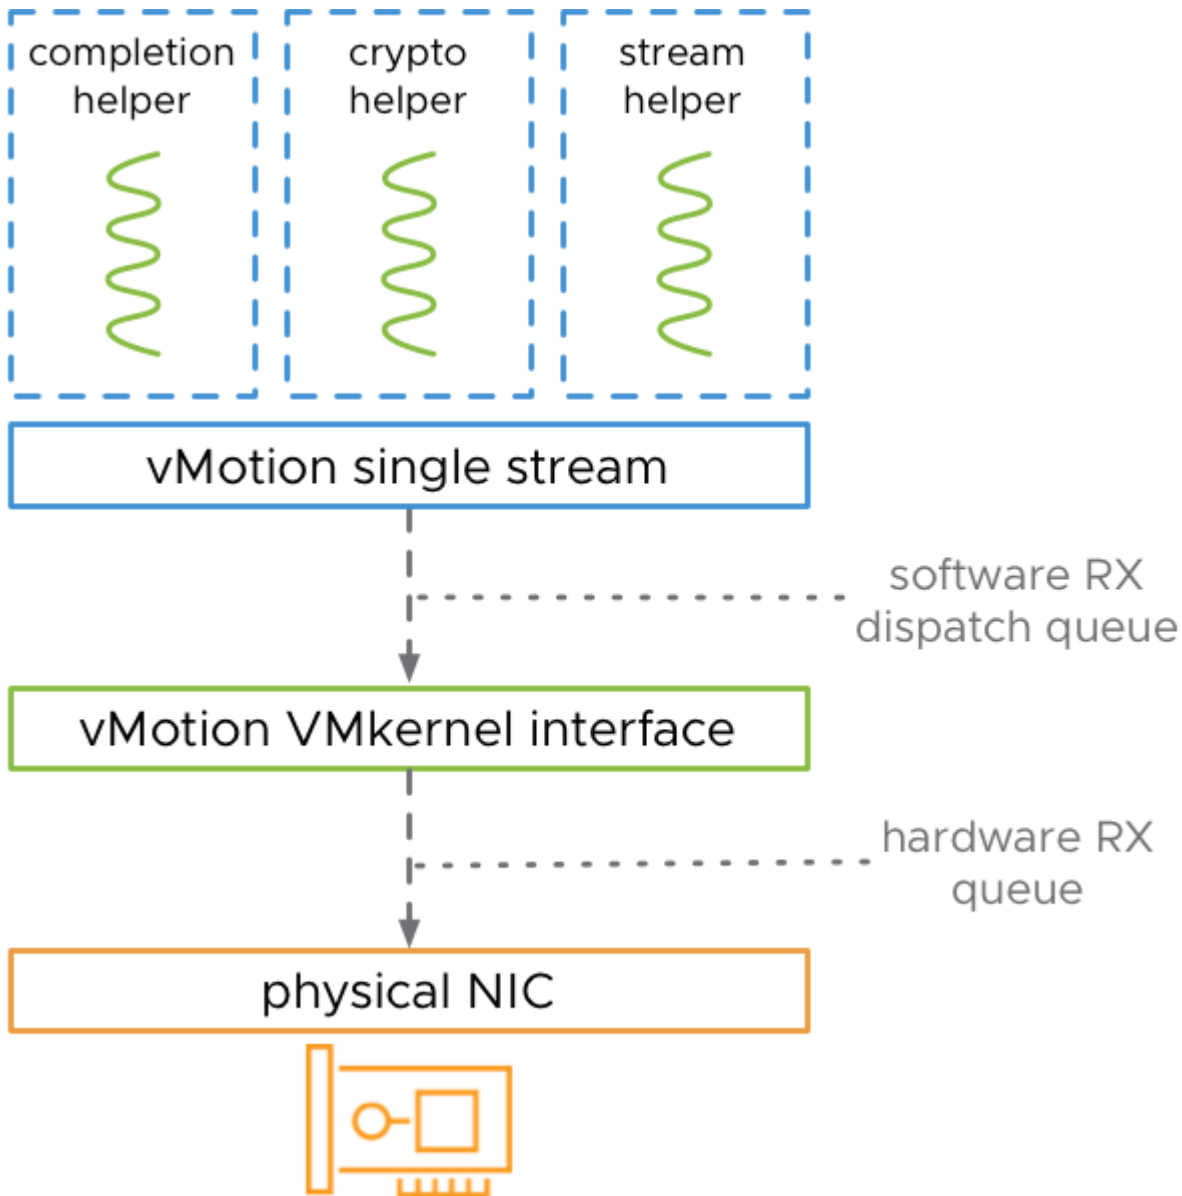 completion
helper
crypto
helper
stream
helper
vMotion single stream
software RX
dispatch queue
vMotion VMkernel interface
hardware RX
queue
physical NIC